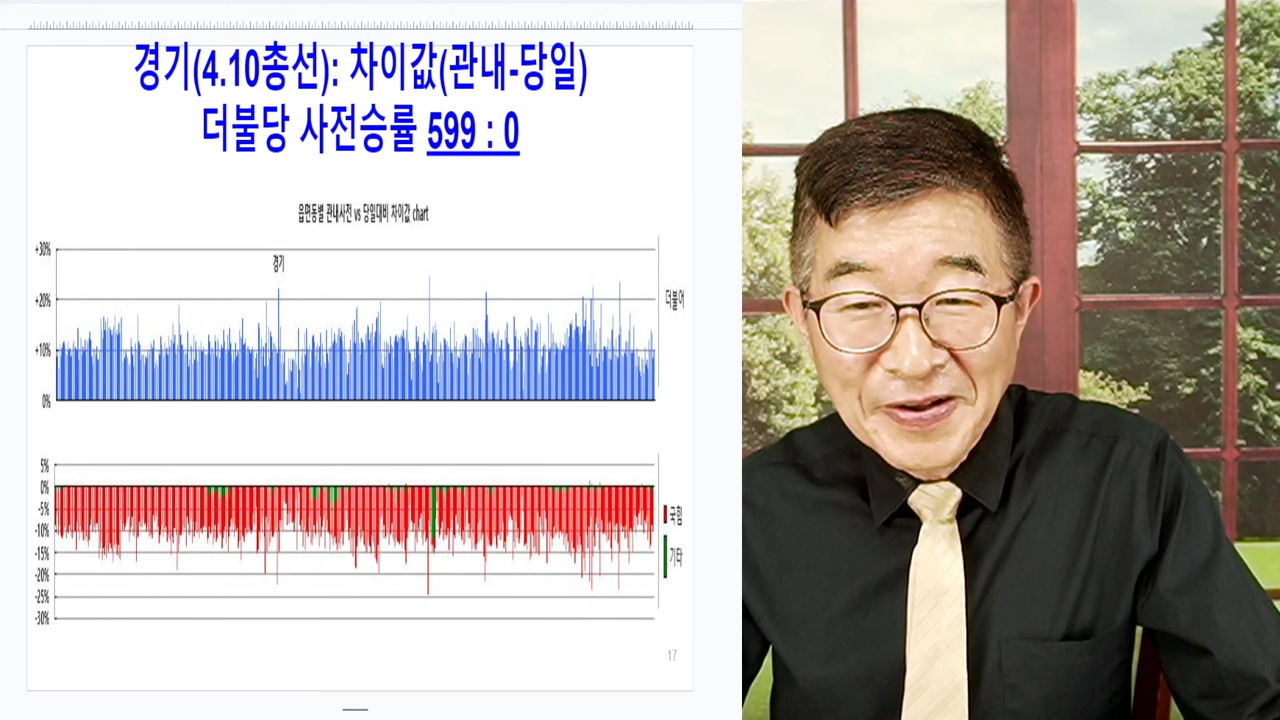 경기(4.10총선): 차이값(관내-당일)
더불당 사전승률 599 : 0
읍면동별 관내사전 vs 당일대비 차이값 chart
+30%
경기
+20%
더불어
+10%
0%
5%
0%
-5%
국힘
-10%
기타
-15%
-20%
-25%
-30%
17